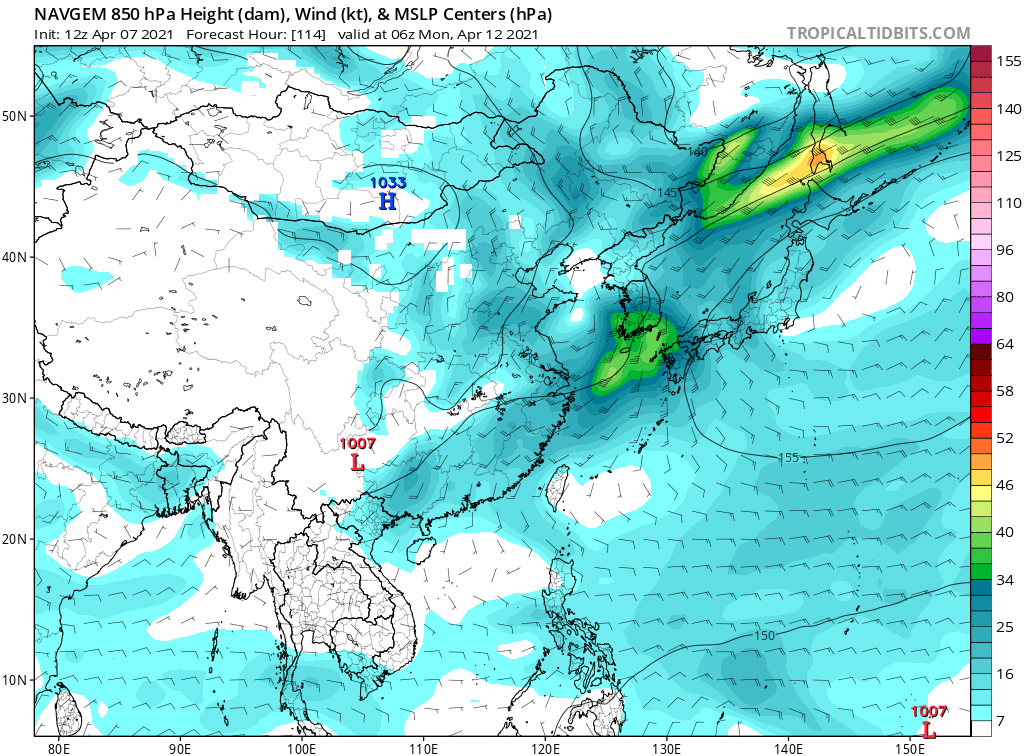 NAVGEM 850 hPa Height (dam), Wind (kt), & MSLP Centers (hPa)
Init: 12z Apr 07 2021 Forecast Hour: [114] valid at 06z Mon, Apr 12 2021
TROPICALTIDBITS.COM
50N
40N
30N
20N
10N
80E
90E
100E
110E
120E
130E
140E
150E
1033
H
1007
L
1007
L
140
145
155
150
155
140
125
110
96
80
64
58
52
46
40
34
25
16
7